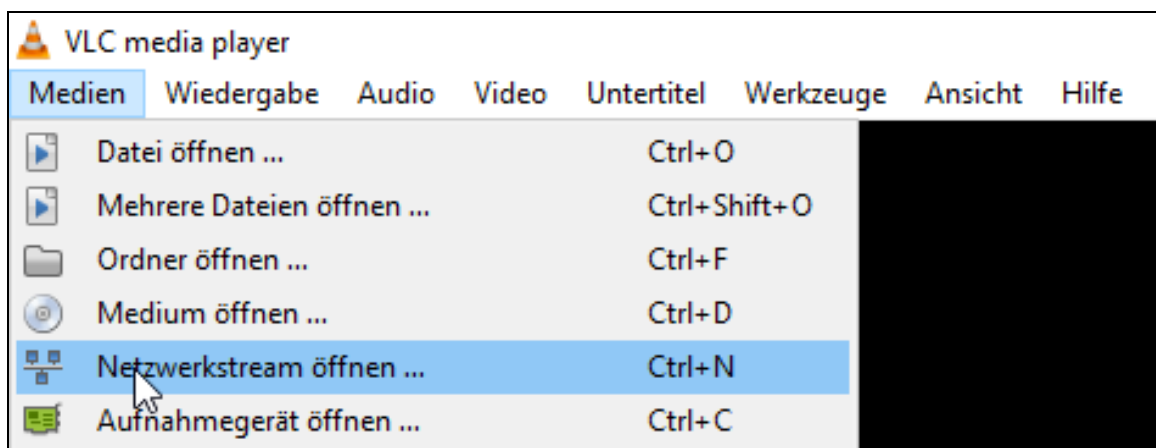 VLC media player
Medien Wiedergabe Audio Video Untertitel Werkzeuge Ansicht Hilfe
Datei öffnen ... Ctrl+O
Mehrere Dateien öffnen ... Ctrl+Shift+O
Ordner öffnen ... Ctrl+F
Medium öffnen ... Ctrl+D
Netzwerkstream öffnen ... Ctrl+N
Aufnahmegerät öffnen ... Ctrl+C